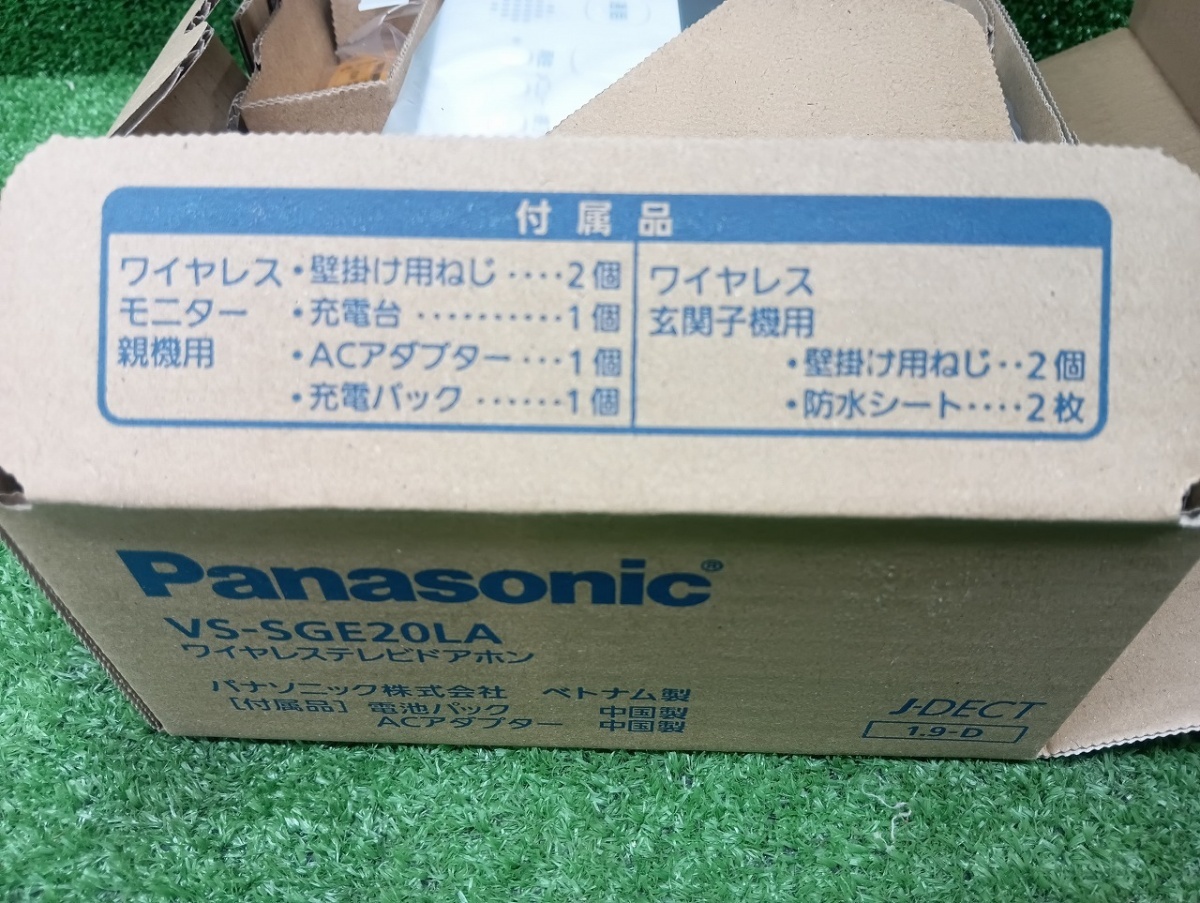 付属品
ワイヤレス
モニター
親機用
・壁掛け用ねじ‥‥2個
・充電台‥‥‥‥‥1個
・ACアダプター‥‥1個
・充電パック‥‥‥1個
ワイヤレス
玄関子機用
・壁掛け用ねじ‥2個
・防水シート‥‥2枚
Panasonic®
VS-SGE20LA
ワイヤレステレビドアホン
パナソニック株式会社 ベトナム製
[付属品] 電池パック 中国製
ACアダプター 中国製
J-DECT
1.9-D